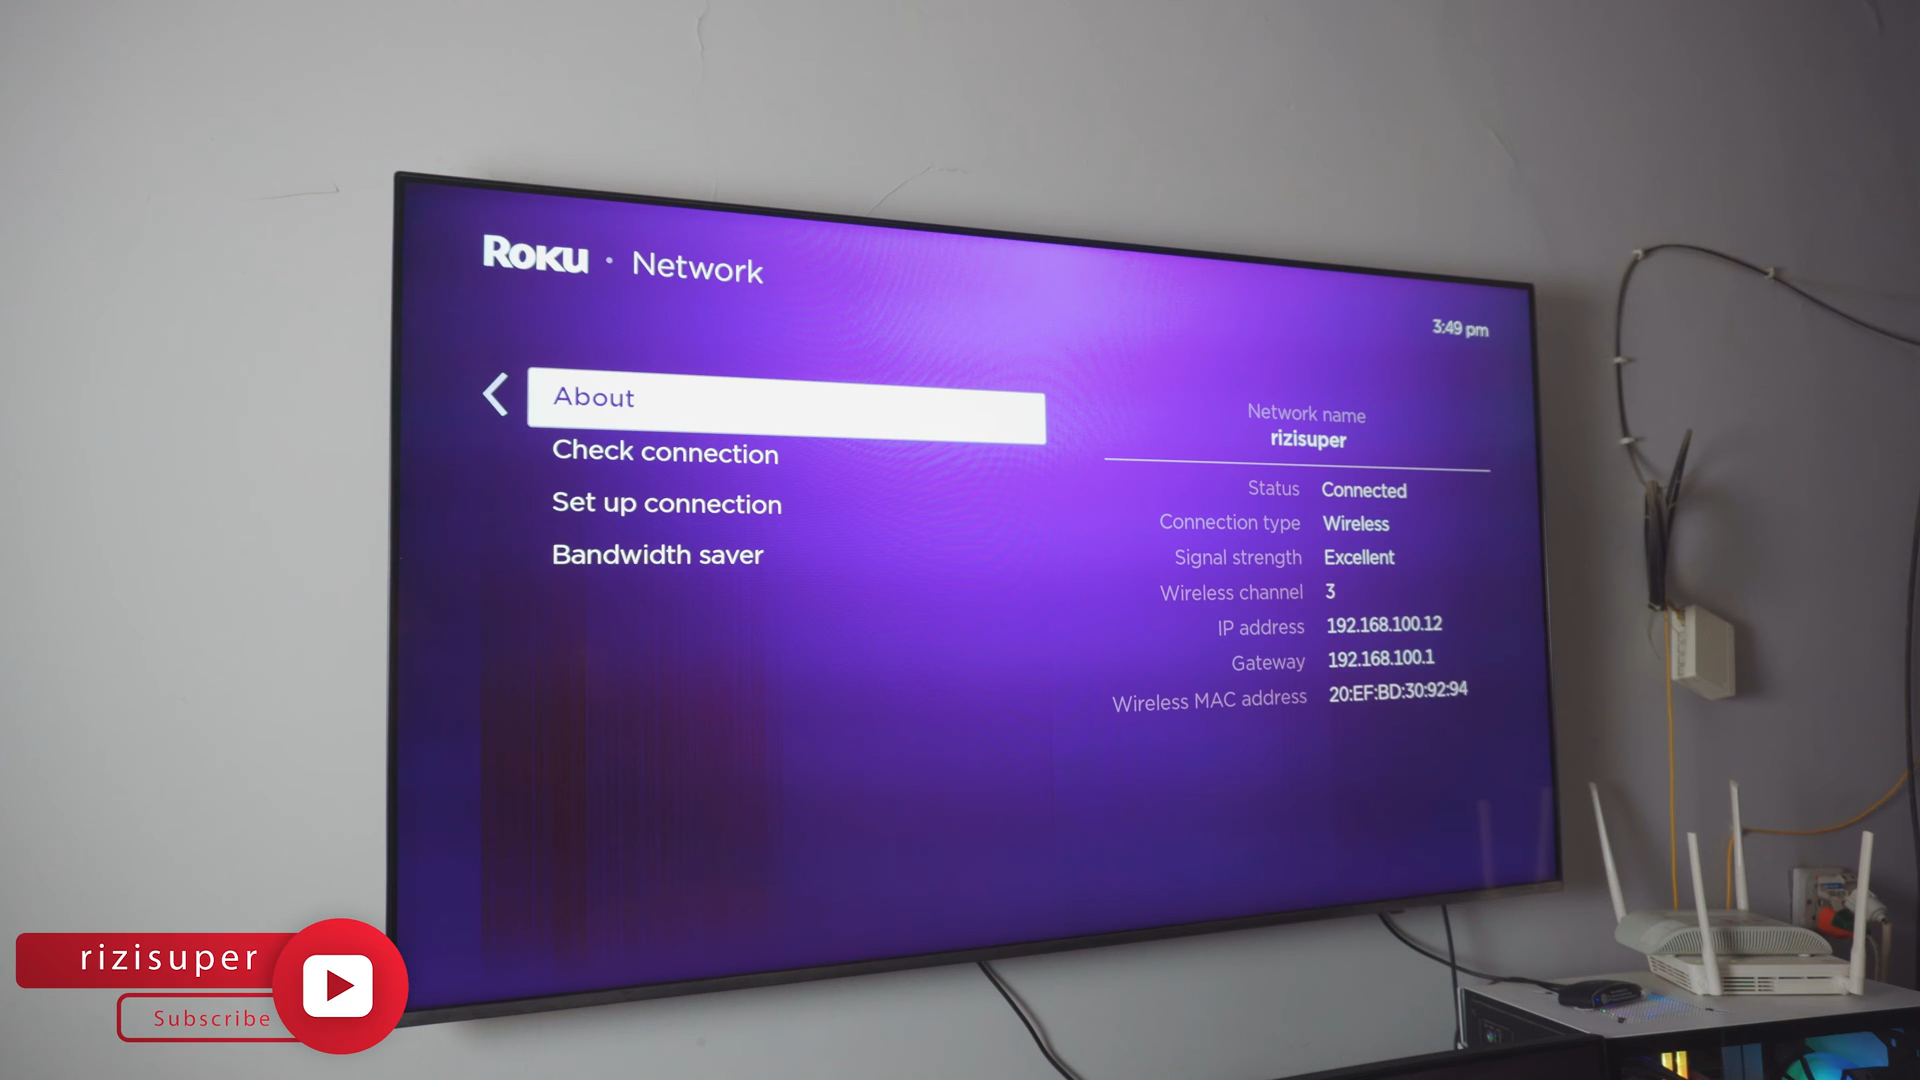 Roku · Network
3:49 pm
About
Check connection
Set up connection
Bandwidth saver
Network name
rizisuper
Status Connected
Connection type Wireless
Signal strength Excellent
Wireless channel 3
IP address 192.168.100.12
Gateway 192.168.100.1
Wireless MAC address 20:EF:BD:30:92:94
rizisuper
Subscribe